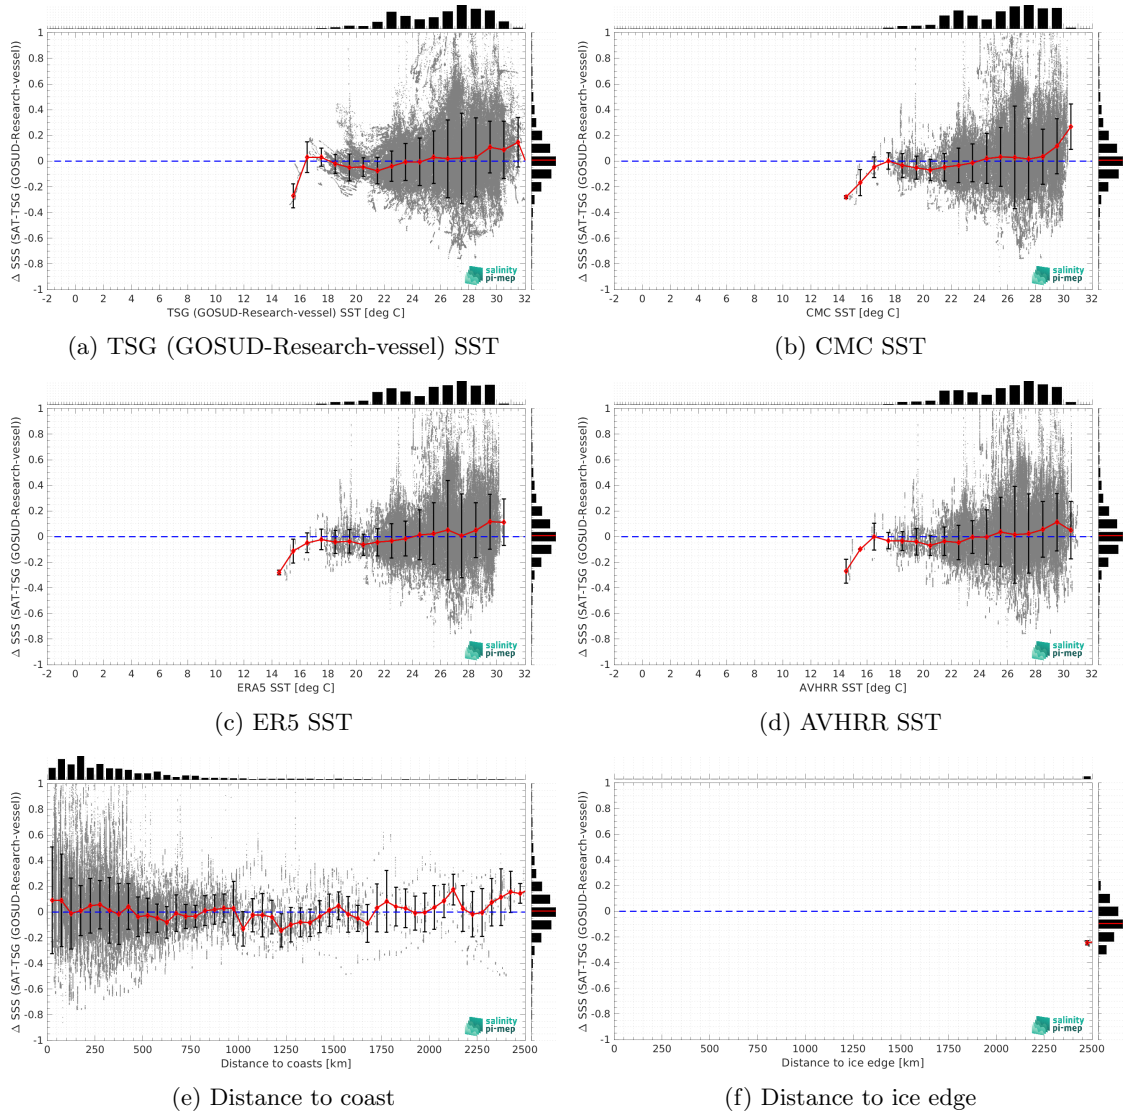 1
0.8
0.6
0.4
0.2
0
-0.2
-0.4
-0.6
-0.8
-1
Δ SSS (SAT-TSG (GOSUD-Research-vessel))
-2 0 2 4 6 8 10 12 14 16 18 20 22 24 26 28 30 32
TSG (GOSUD-Research-vessel) SST [deg C]
salinity
pi-mep
(a) TSG (GOSUD-Research-vessel) SST
1
0.8
0.6
0.4
0.2
0
-0.2
-0.4
-0.6
-0.8
-1
Δ SSS (SAT-TSG (GOSUD-Research-vessel))
-2 0 2 4 6 8 10 12 14 16 18 20 22 24 26 28 30 32
CMC SST [deg C]
salinity
pi-mep
(b) CMC SST
1
0.8
0.6
0.4
0.2
0
-0.2
-0.4
-0.6
-0.8
-1
Δ SSS (SAT-TSG (GOSUD-Research-vessel))
-2 0 2 4 6 8 10 12 14 16 18 20 22 24 26 28 30 32
ERA5 SST [deg C]
salinity
pi-mep
(c) ER5 SST
1
0.8
0.6
0.4
0.2
0
-0.2
-0.4
-0.6
-0.8
-1
Δ SSS (SAT-TSG (GOSUD-Research-vessel))
-2 0 2 4 6 8 10 12 14 16 18 20 22 24 26 28 30 32
AVHRR SST [deg C]
salinity
pi-mep
(d) AVHRR SST
1
0.8
0.6
0.4
0.2
0
-0.2
-0.4
-0.6
-0.8
-1
Δ SSS (SAT-TSG (GOSUD-Research-vessel))
0 250 500 750 1000 1250 1500 1750 2000 2250 2500
Distance to coasts [km]
salinity
pi-mep
(e) Distance to coast
1
0.8
0.6
0.4
0.2
0
-0.2
-0.4
-0.6
-0.8
-1
Δ SSS (SAT-TSG (GOSUD-Research-vessel))
0 250 500 750 1000 1250 1500 1750 2000 2250 2500
Distance to ice edge [km]
salinity
pi-mep
(f) Distance to ice edge